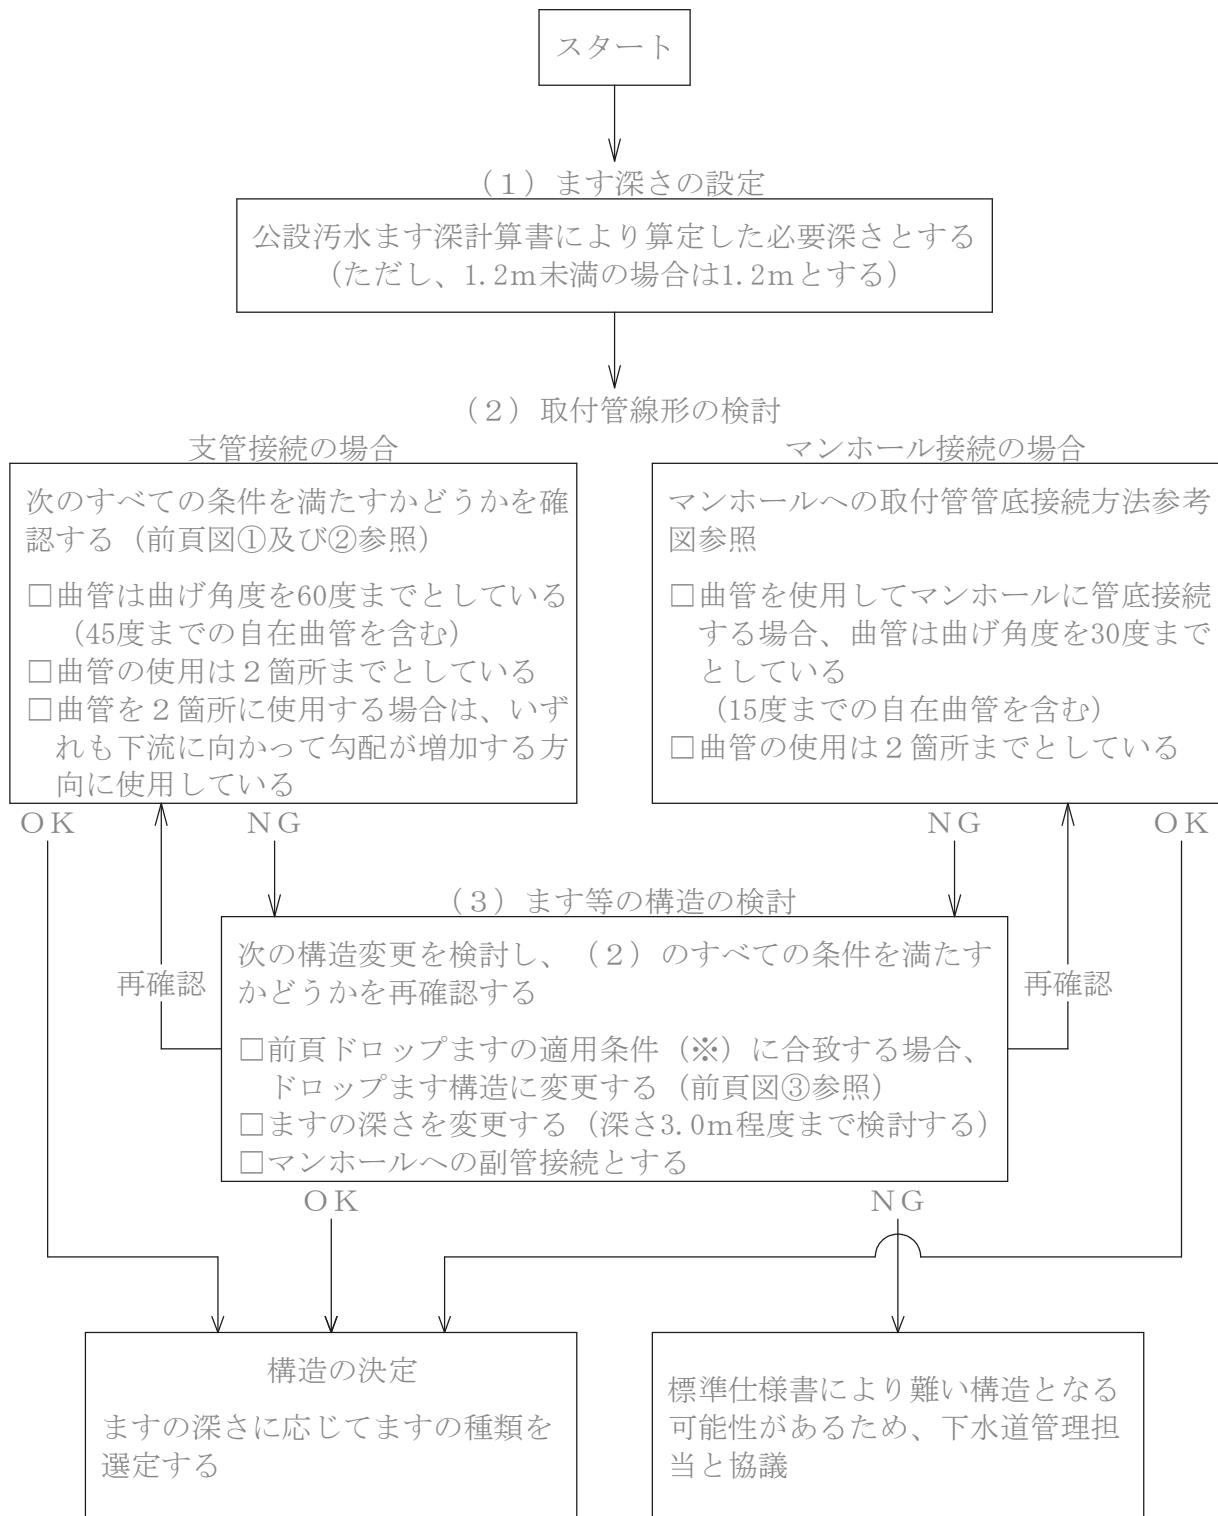 スタート
（１）ます深さの設定
公設汚水ます深計算書により算定した必要深さとする
（ただし、1.2m未満の場合は1.2mとする）
（２）取付管線形の検討
支管接続の場合
次のすべての条件を満たすかどうかを確
認する（前頁図①及び②参照）
□曲管は曲げ角度を60度までとしている
（45度までの自在曲管を含む）
□曲管の使用は２箇所までとしている
□曲管を２箇所に使用する場合は、いず
れも下流に向かって勾配が増加する方
向に使用している
マンホール接続の場合
マンホールへの取付管管底接続方法参考
図参照
□曲管を使用してマンホールに管底接続
する場合、曲管は曲げ角度を30度まで
としている
（15度までの自在曲管を含む）
□曲管の使用は２箇所までとしている
ＯＫ
ＮＧ
ＮＧ
ＯＫ
（３）ます等の構造の検討
次の構造変更を検討し、（２）のすべての条件を満たす
かどうかを再確認する
□前頁ドロップますの適用条件（※）に合致する場合、
ドロップます構造に変更する（前頁図③参照）
□ますの深さを変更する（深さ3.0m程度まで検討する）
□マンホールへの副管接続とする
再確認
再確認
ＯＫ
ＮＧ
構造の決定
ますの深さに応じてますの種類を
選定する
標準仕様書により難い構造となる
可能性があるため、下水道管理担
当と協議